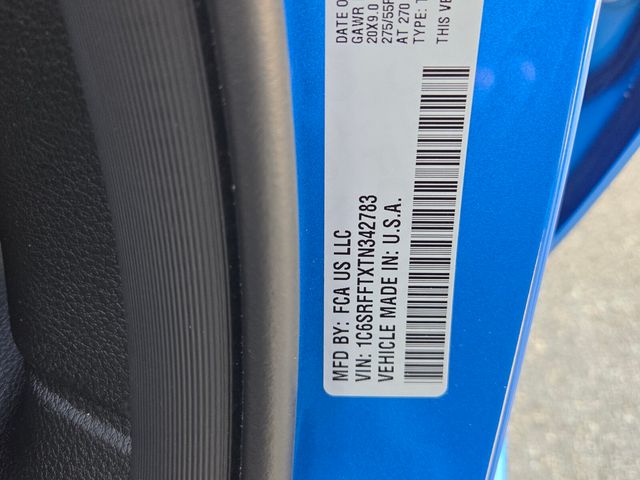 DATE O
GAWR
20X9.0
275/55R
AT 270
TYPE: T
THIS VE
MFD BY: FCA US LLC
VIN: 1C6SRFFTXTN342783
VEHICLE MADE IN: U.S.A.